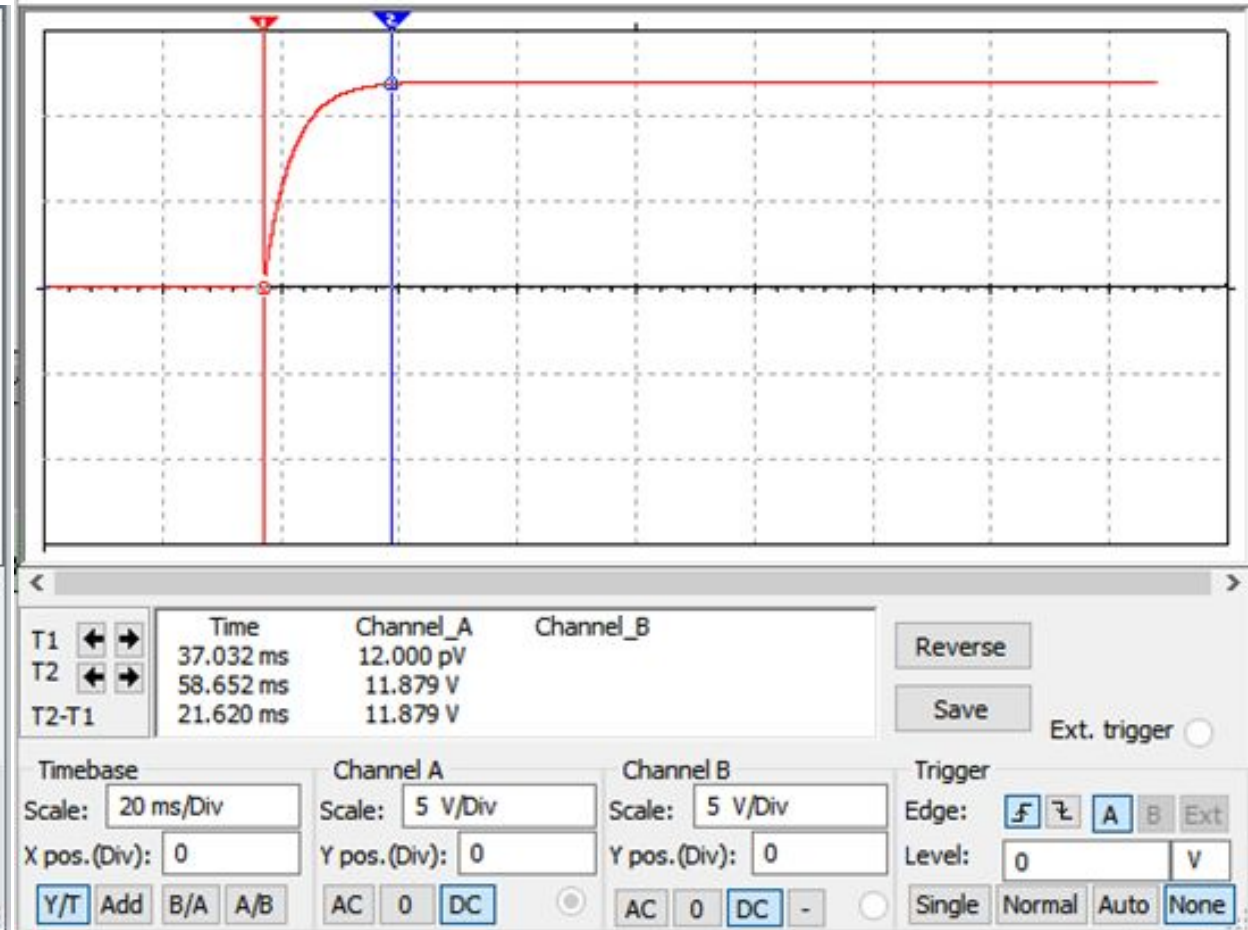 1 2
T1 Time Channel_A Channel_B
37.032 ms 12.000 pV
T2 58.652 ms 11.879 V
T2-T1 21.620 ms 11.879 V
Reverse
Save
Ext. trigger
Timebase
Scale: 20 ms/Div
X pos.(Div): 0
Y/T Add B/A A/B
Channel A
Scale: 5 V/Div
Y pos.(Div): 0
AC 0 DC
Channel B
Scale: 5 V/Div
Y pos.(Div): 0
AC 0 DC -
Trigger
Edge: A B Ext
Level: 0 V
Single Normal Auto None